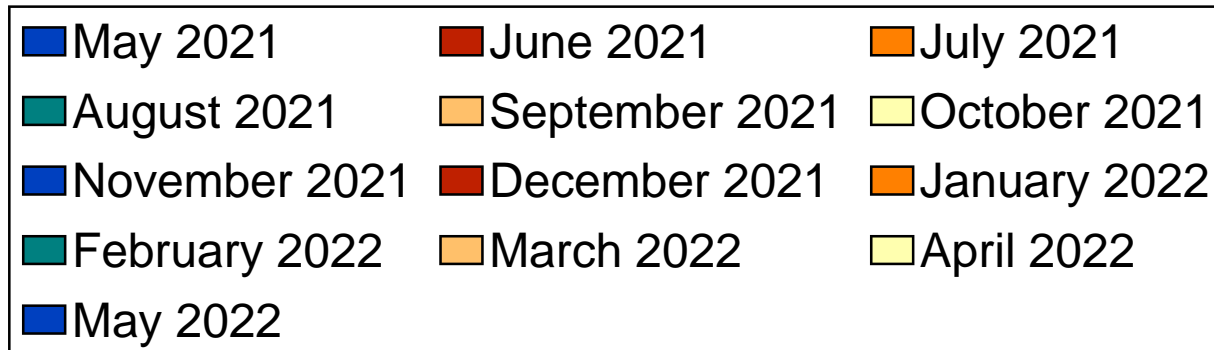 May 2021 June 2021 July 2021
August 2021 September 2021 October 2021
November 2021 December 2021 January 2022
February 2022 March 2022 April 2022
May 2022